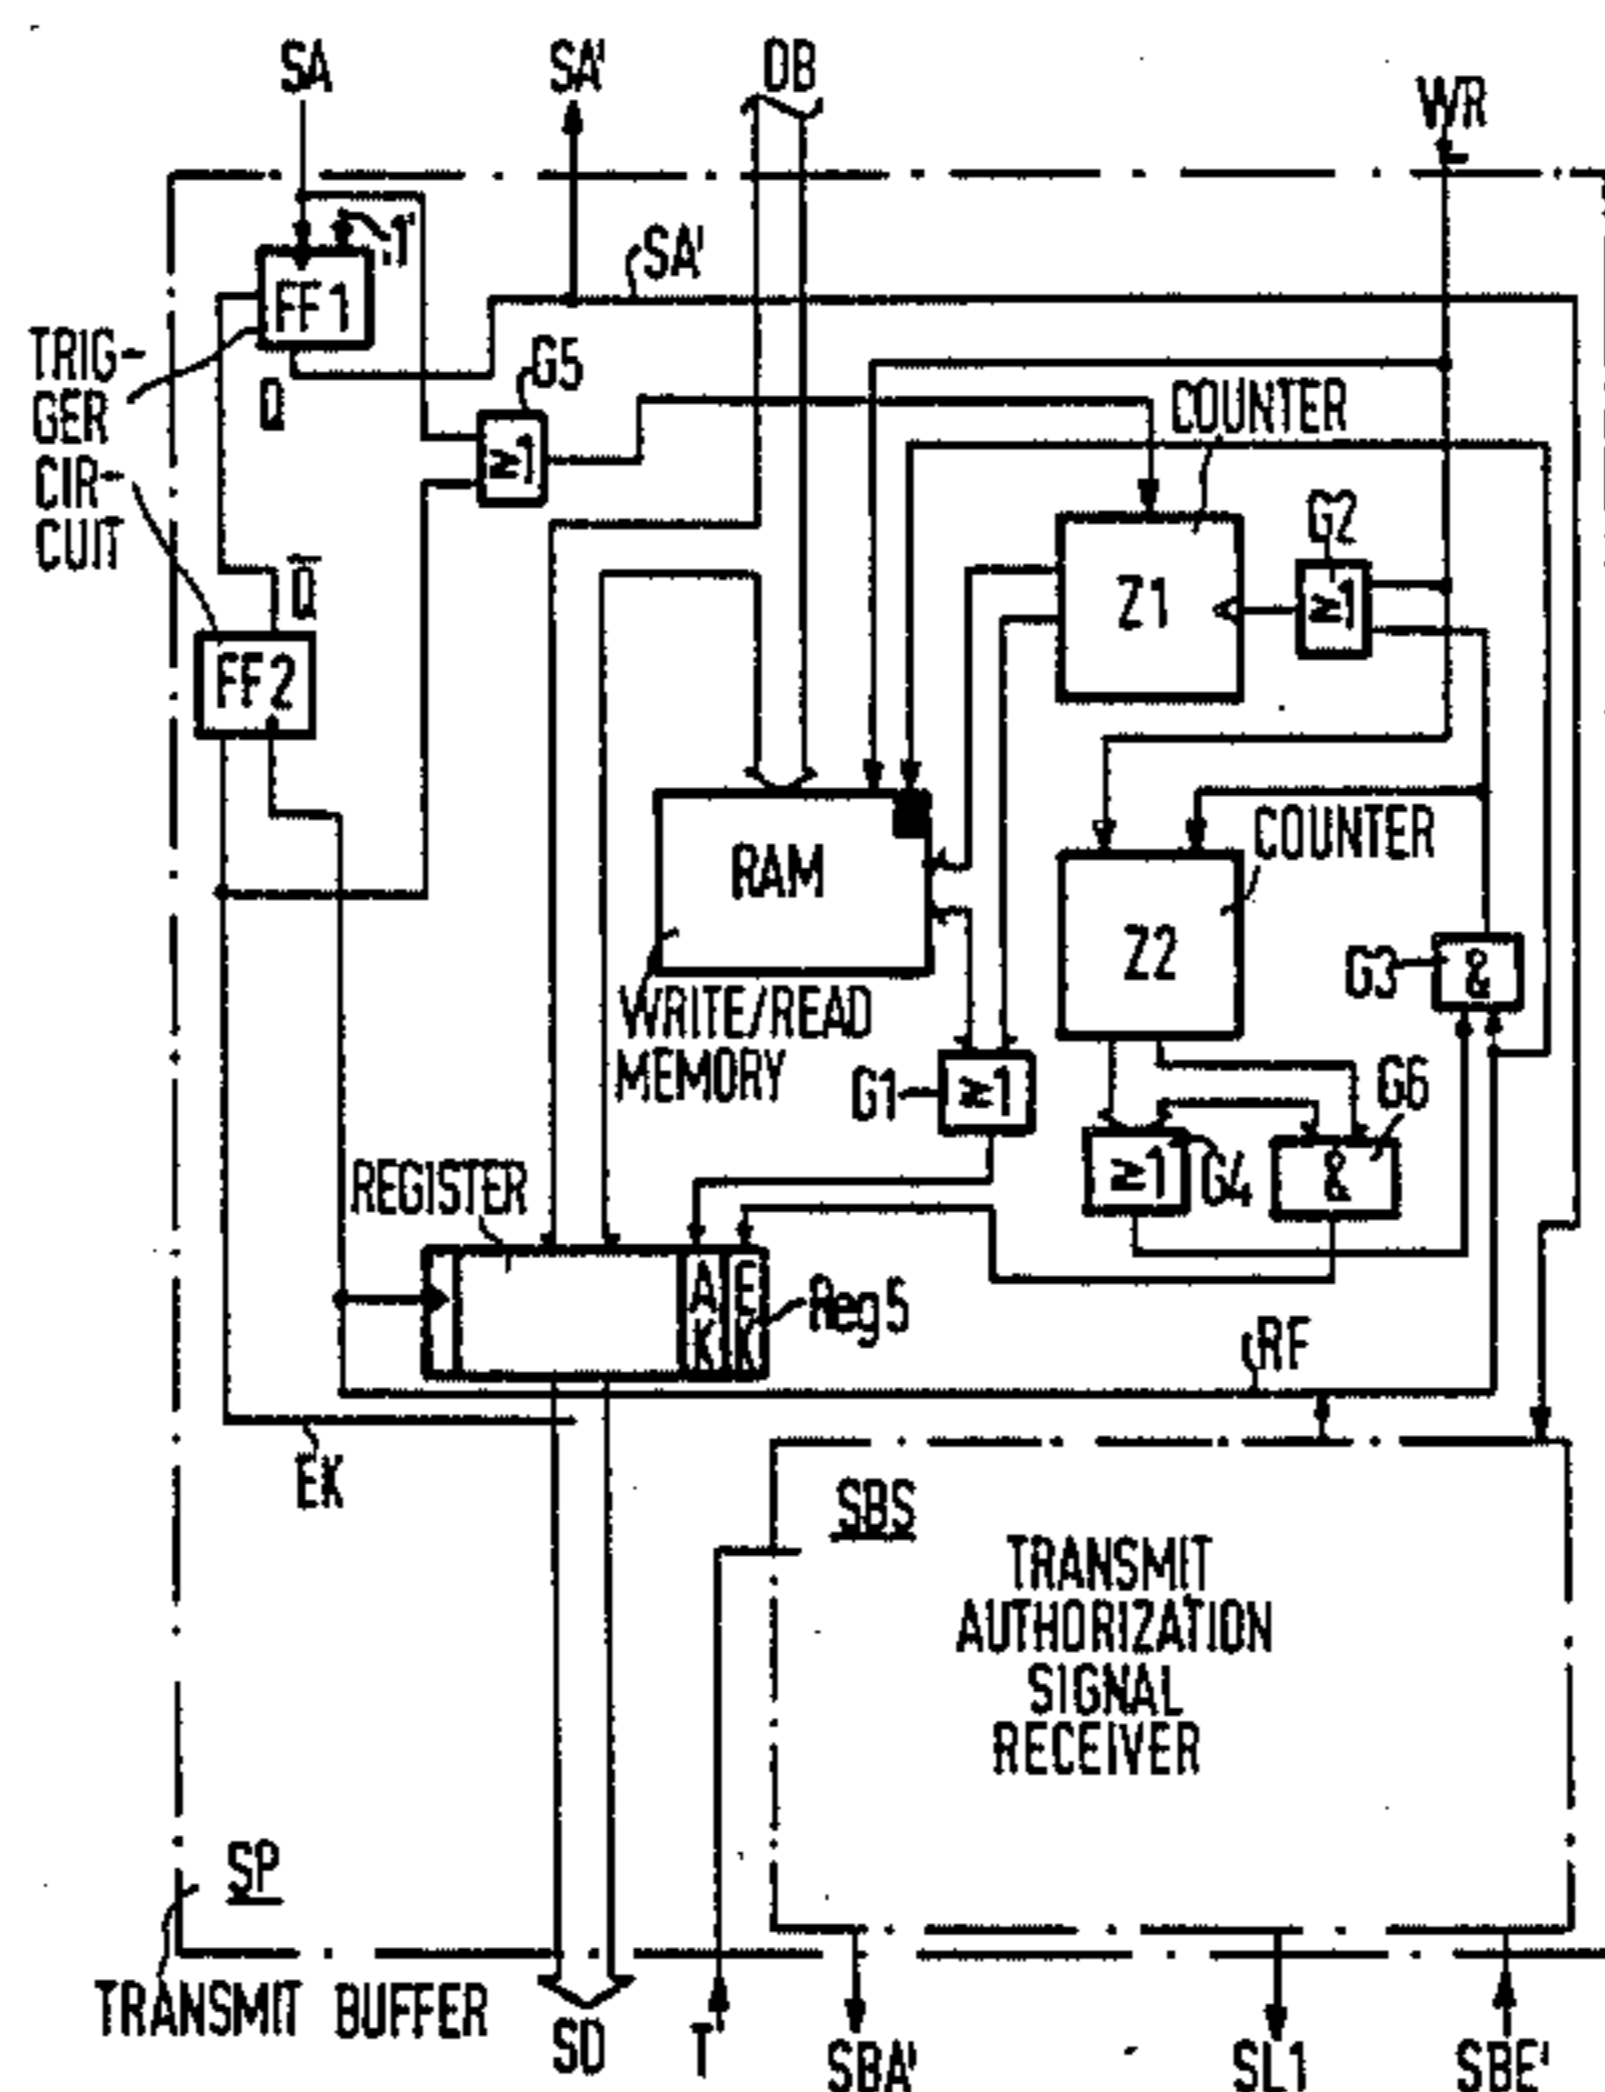 SA
SA'
DB
WR
1
FF1
SA'
TRIG-
GER
CIR-
CUIT
Q
G5
≥1
COUNTER
G2
Z1
≥1
Q̅
FF2
RAM
COUNTER
Z2
G3
&
WRITE/READ
MEMORY
G1
≥1
G6
≥1
G4
&
REGISTER
A
K
E
K
Reg5
RF
EK
SBS
TRANSMIT
AUTHORIZATION
SIGNAL
RECEIVER
SP
TRANSMIT BUFFER
SD
T'
SBA'
SL1
SBE'